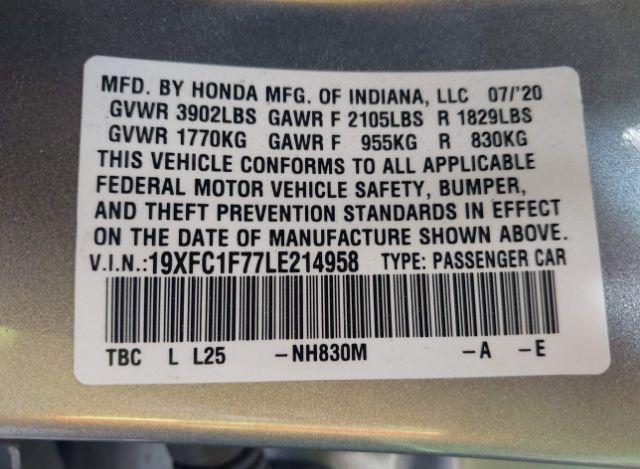 MFD. BY HONDA MFG. OF INDIANA, LLC 07/'20
GVWR 3902LBS GAWR F 2105LBS R 1829LBS
GVWR 1770KG GAWR F 955KG R 830KG
THIS VEHICLE CONFORMS TO ALL APPLICABLE
FEDERAL MOTOR VEHICLE SAFETY, BUMPER,
AND THEFT PREVENTION STANDARDS IN EFFECT
ON THE DATE OF MANUFACTURE SHOWN ABOVE.
V.I.N.:19XFC1F77LE214958 TYPE: PASSENGER CAR
TBC L L25 -NH830M -A -E